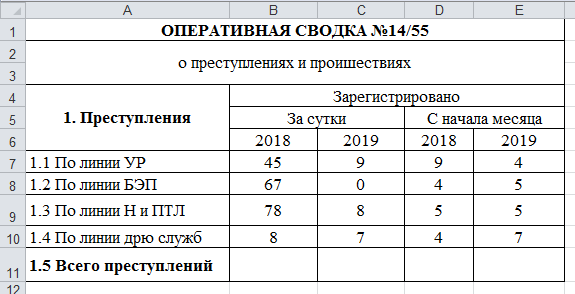 A B C D E
1 ОПЕРАТИВНАЯ СВОДКА №14/55
2
3 о преступлениях и проишествиях
4 Зарегистрировано
5 1. Преступления За сутки С начала месяца
6 2018 2019 2018 2019
7 1.1 По линии УР 45 9 9 4
8 1.2 По линии БЭП 67 0 4 5
9 1.3 По линии Н и ПТЛ 78 8 5 5
10 1.4 По линии дрю служб 8 7 4 7
11 1.5 Всего преступлений
12